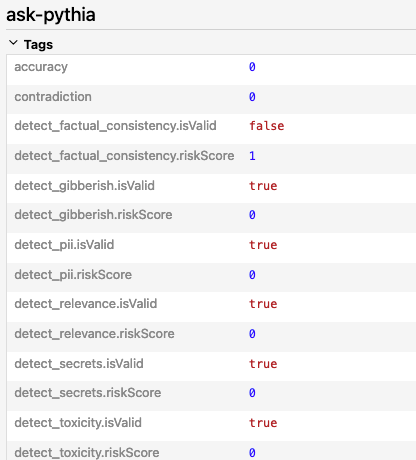 ask-pythia
Tags
accuracy 0
contradiction 0
detect_factual_consistency.isValid false
detect_factual_consistency.riskScore 1
detect_gibberish.isValid true
detect_gibberish.riskScore 0
detect_pii.isValid true
detect_pii.riskScore 0
detect_relevance.isValid true
detect_relevance.riskScore 0
detect_secrets.isValid true
detect_secrets.riskScore 0
detect_toxicity.isValid true
detect_toxicity.riskScore 0